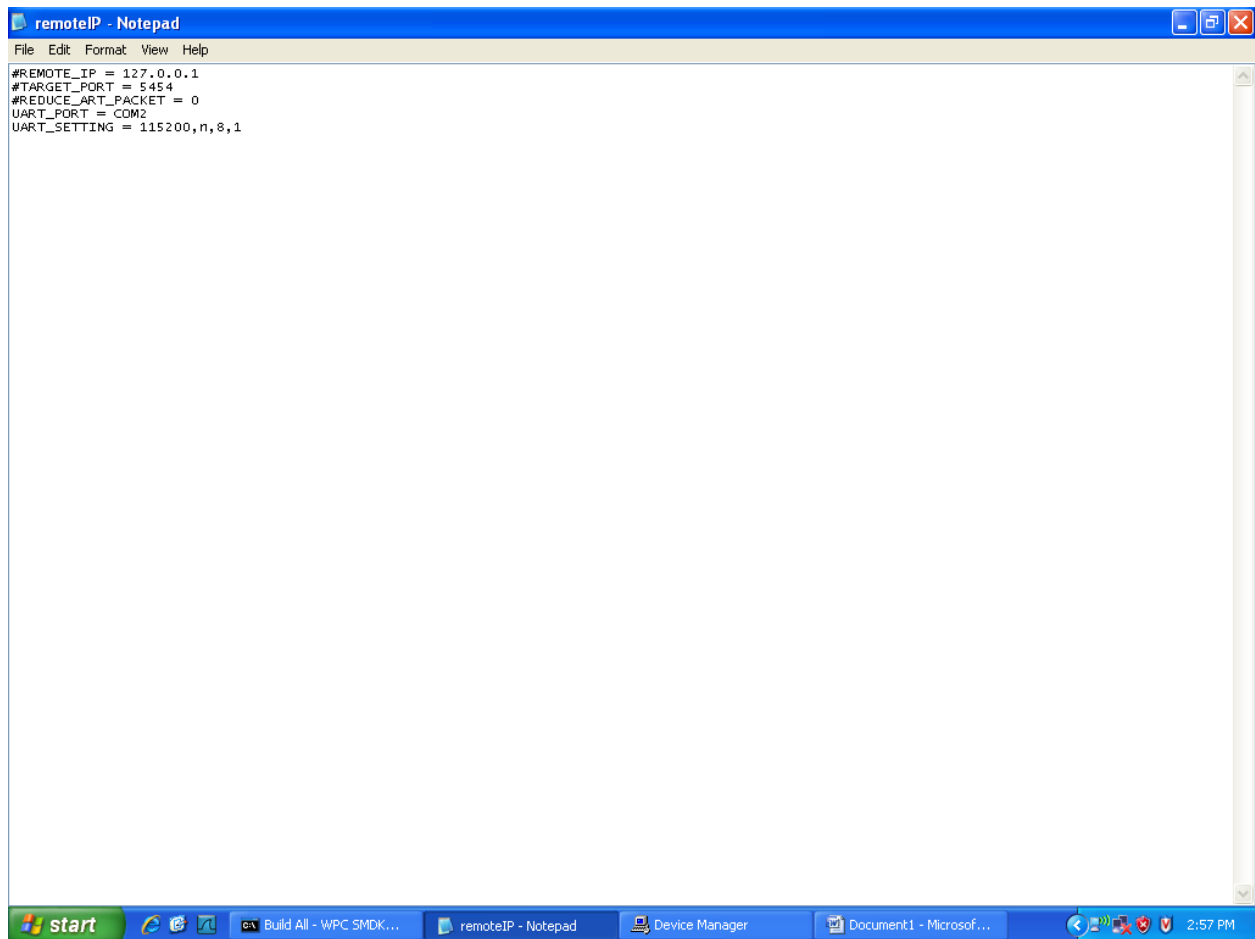 remoteIP - Notepad
File Edit Format View Help
#REMOTE_IP = 127.0.0.1
#TARGET_PORT = 5454
#REDUCE_ART_PACKET = 0
UART_PORT = COM2
UART_SETTING = 115200,n,8,1
start Build All - WPC SMDK... remoteIP - Notepad Device Manager Document1 - Microsof... 2:57 PM